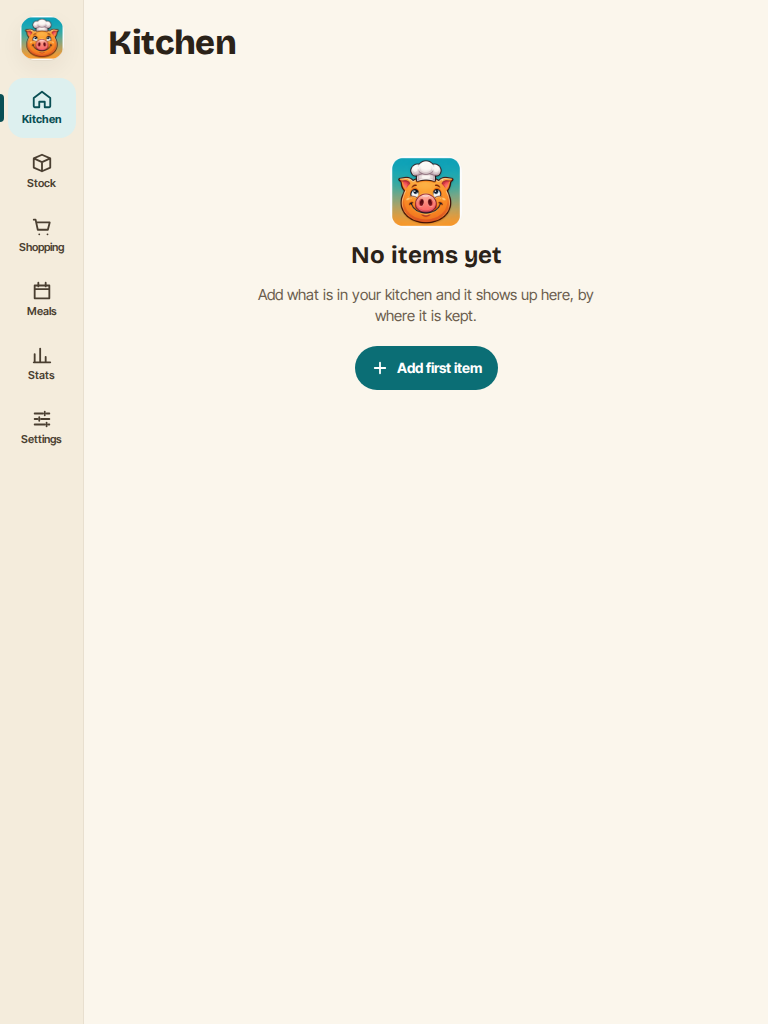 Kitchen
Kitchen
Stock
Shopping
Meals
Stats
Settings
No items yet
Add what is in your kitchen and it shows up here, by
where it is kept.
Add first item